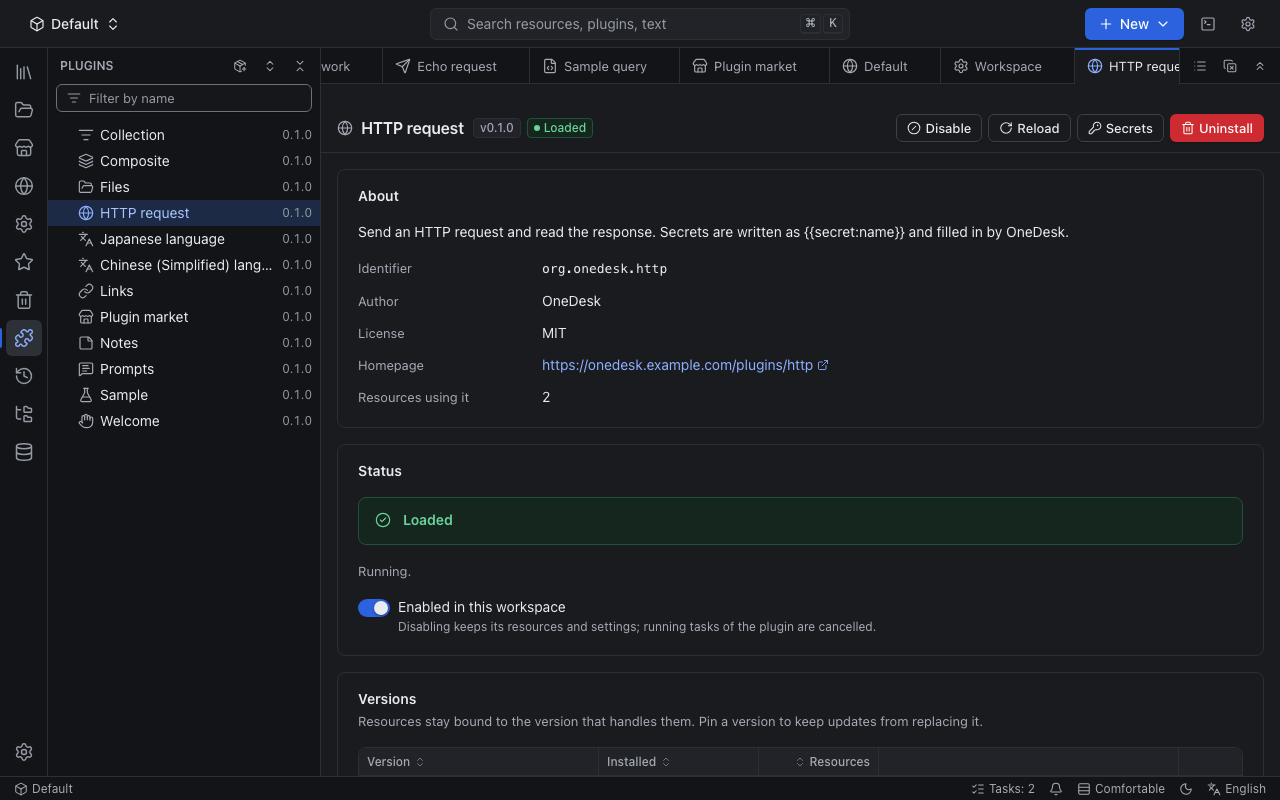 Default
Search resources, plugins, text
⌘ K
New
PLUGINS
Filter by name
Collection 0.1.0
Composite 0.1.0
Files 0.1.0
HTTP request 0.1.0
Japanese language 0.1.0
Chinese (Simplified) lang... 0.1.0
Links 0.1.0
Plugin market 0.1.0
Notes 0.1.0
Prompts 0.1.0
Sample 0.1.0
Welcome 0.1.0
work
Echo request
Sample query
Plugin market
Default
Workspace
HTTP reque
HTTP request v0.1.0 Loaded
Disable
Reload
Secrets
Uninstall
About
Send an HTTP request and read the response. Secrets are written as {{secret:name}} and filled in by OneDesk.
Identifier org.onedesk.http
Author OneDesk
License MIT
Homepage https://onedesk.example.com/plugins/http
Resources using it 2
Status
Loaded
Running.
Enabled in this workspace
Disabling keeps its resources and settings; running tasks of the plugin are cancelled.
Versions
Resources stay bound to the version that handles them. Pin a version to keep updates from replacing it.
Version Installed Resources
Default
Tasks: 2
Comfortable
English